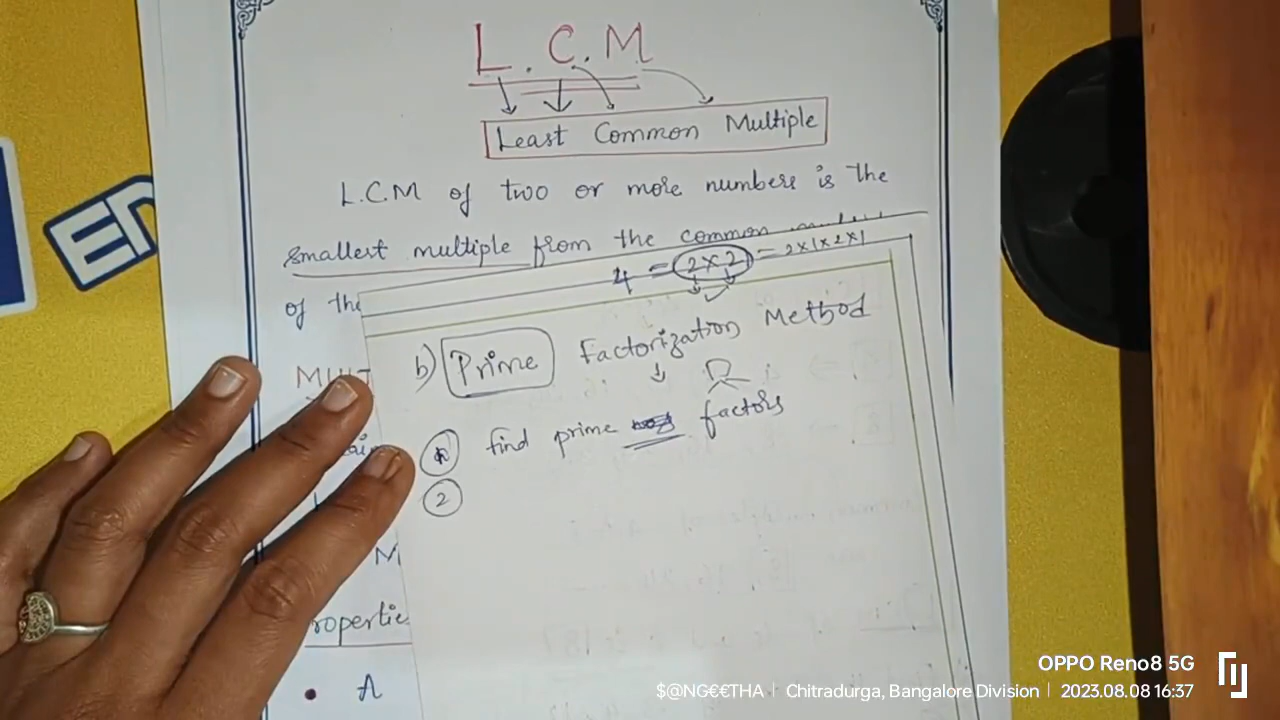 L.C.M
Least Common Multiple
L.C.M of two or more numbers is the
smallest multiple from the common
of the
4 = 2×2 = 2×1×2×1
b) Prime Factorization Method
find prime factors
2
M
ropertie
• A
EN
OPPO Reno8 5G
$@NG€€THA | Chitradurga, Bangalore Division | 2023.08.08 16:37